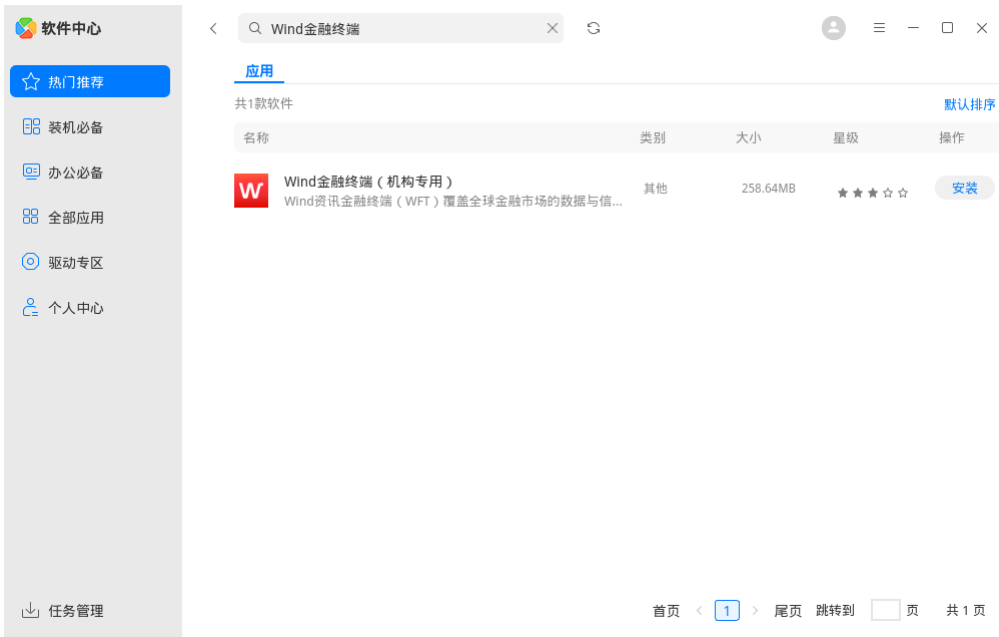 软件中心
Wind金融终端
热门推荐
装机必备
办公必备
全部应用
驱动专区
个人中心
任务管理
应用
共1款软件
默认排序
名称 类别 大小 星级 操作
W
Wind金融终端（机构专用）
Wind资讯金融终端（WFT）覆盖全球金融市场的数据与信...
其他 258.64MB 安装
首页 1 尾页 跳转到 页 共 1 页